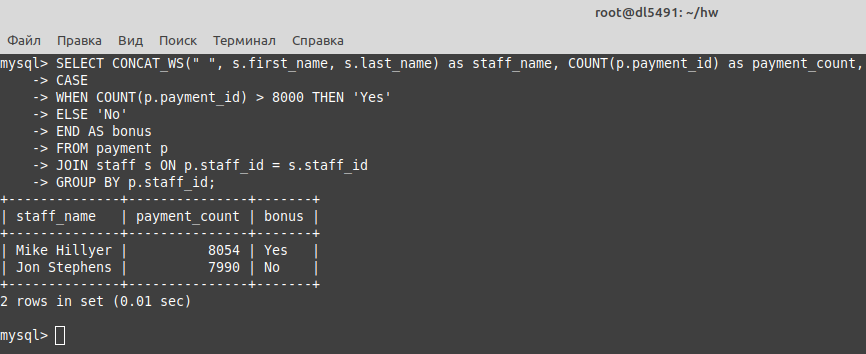 root@dl5491: ~/hw
Файл Правка Вид Поиск Терминал Справка
mysql> SELECT CONCAT_WS(" ", s.first_name, s.last_name) as staff_name, COUNT(p.payment_id) as payment_count,
    -> CASE
    -> WHEN COUNT(p.payment_id) > 8000 THEN 'Yes'
    -> ELSE 'No'
    -> END AS bonus
    -> FROM payment p
    -> JOIN staff s ON p.staff_id = s.staff_id
    -> GROUP BY p.staff_id;
+--------------+---------------+-------+
| staff_name   | payment_count | bonus |
+--------------+---------------+-------+
| Mike Hillyer |          8054 | Yes   |
| Jon Stephens |          7990 | No    |
+--------------+---------------+-------+
2 rows in set (0.01 sec)
mysql>